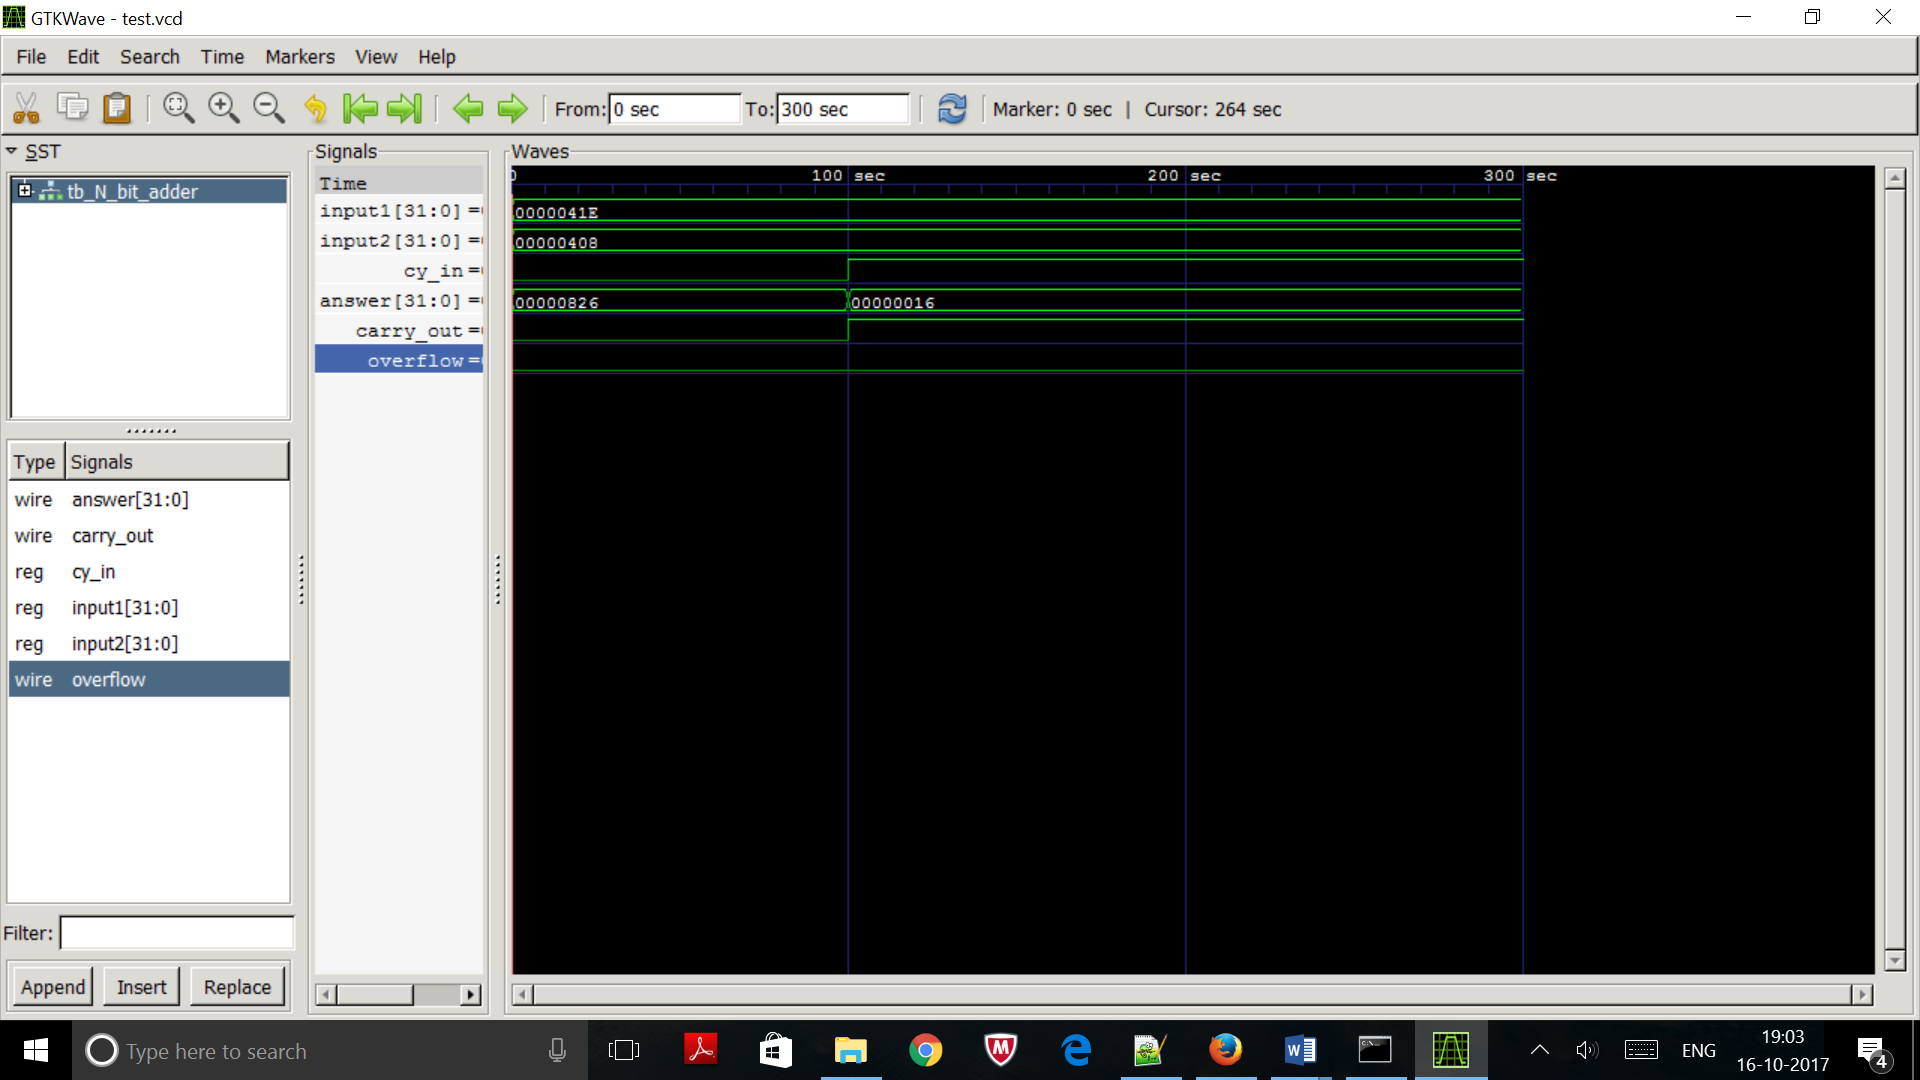 GTKWave - test.vcd
File Edit Search Time Markers View Help
From: 0 sec To: 300 sec Marker: 0 sec | Cursor: 264 sec
SST
tb_N_bit_adder
Type Signals
wire answer[31:0]
wire carry_out
reg cy_in
reg input1[31:0]
reg input2[31:0]
wire overflow
Filter:
Append Insert Replace
Signals
Time
input1[31:0] =
input2[31:0] =
cy_in =
answer[31:0] =
carry_out =
overflow =
Waves
0 100 sec 200 sec 300 sec
0000041E
00000408
00000826 00000016
Type here to search
ENG
19:03
16-10-2017
4